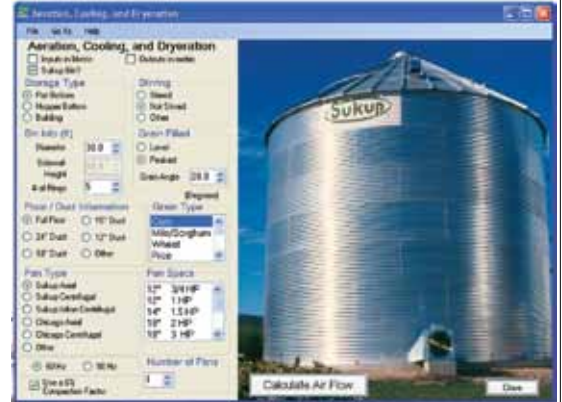 Aeration, Cooling, and Dryeration
File Go To Help
Aeration, Cooling, and Dryeration
Inputs in Metric
Outputs in metric
Sukup Bin?
Storage Type
Flat Bottom
Hopper Bottom
Building
Stirring
Stirred
Not Stirred
Other
Bin Info (ft)
Diameter 30.0
Sidewall Height
# of Rings 5
Grain Filled
Level
Peaked
Grain Angle 20.0
(Degrees)
Floor / Duct Information
Full Floor
24" Duct
18" Duct
15" Duct
12" Duct
Other
Grain Type
Corn
Milo/Sorghum
Wheat
Rice
Fan Type
Sukup Axial
Sukup Centrifugal
Sukup Inline Centrifugal
Chicago Axial
Chicago Centrifugal
Other
Fan Specs
12" 3/4 HP
12" 1 HP
14" 1.5 HP
18" 2 HP
18" 3 HP
60 Hz
50 Hz
Compaction Factor
Number of Fans
1
Sukup
Calculate Air Flow
Close